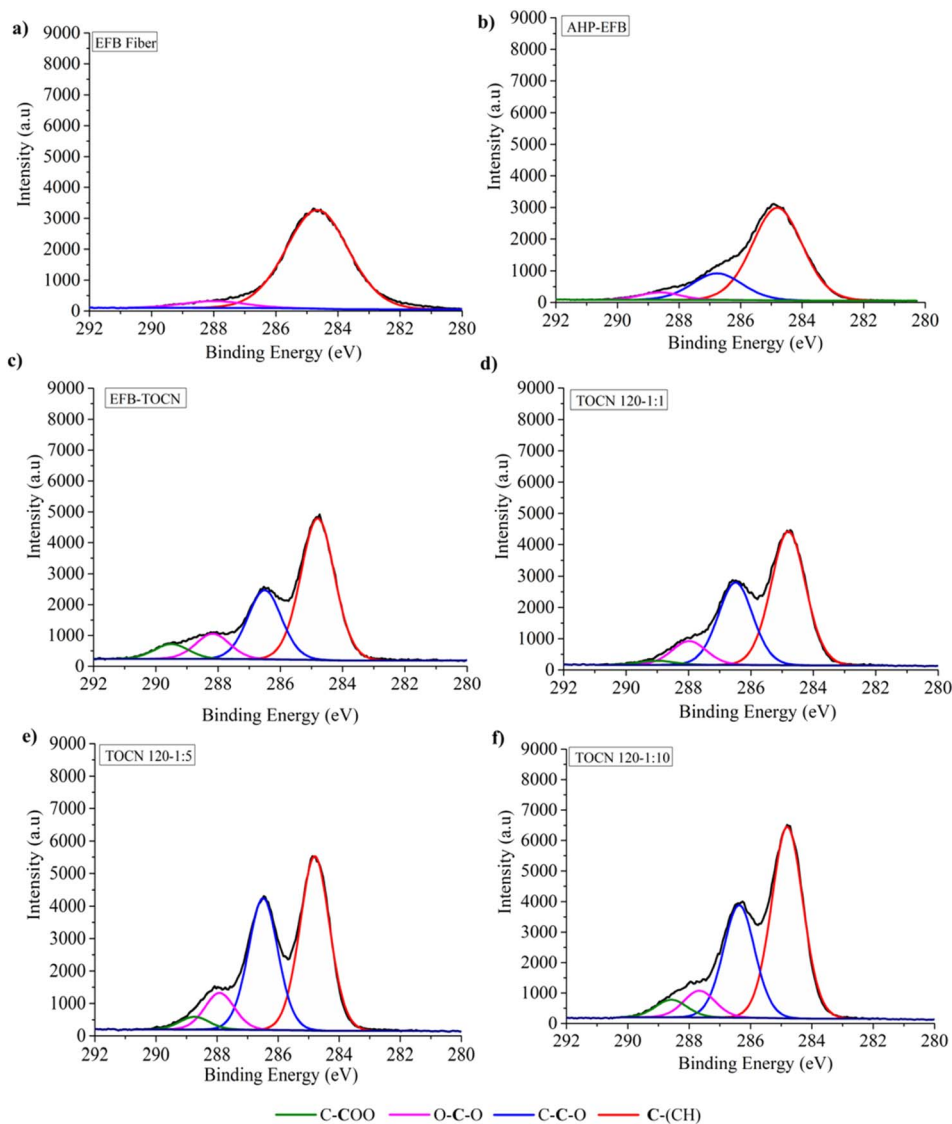 a)
EFB Fiber
9000
8000
7000
6000
5000
4000
3000
2000
1000
0
Intensity (a.u)
292 290 288 286 284 282 280
Binding Energy (eV)
b)
AHP-EFB
9000
8000
7000
6000
5000
4000
3000
2000
1000
0
Intensity (a.u)
292 290 288 286 284 282 280
Binding Energy (eV)
c)
EFB-TOCN
9000
8000
7000
6000
5000
4000
3000
2000
1000
0
Intensity (a.u)
292 290 288 286 284 282 280
Binding Energy (eV)
d)
TOCN 120-1:1
9000
8000
7000
6000
5000
4000
3000
2000
1000
0
Intensity (a.u)
292 290 288 286 284 282 280
Binding Energy (eV)
e)
TOCN 120-1:5
9000
8000
7000
6000
5000
4000
3000
2000
1000
0
Intensity (a.u)
292 290 288 286 284 282 280
Binding Energy (eV)
f)
TOCN 120-1:10
9000
8000
7000
6000
5000
4000
3000
2000
1000
0
Intensity (a.u)
292 290 288 286 284 282 280
Binding Energy (eV)
C-COO O-C-O C-C-O C-(CH)